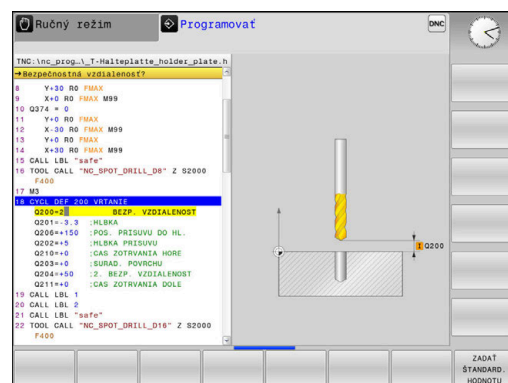 Ručný režim
Programovať
DNC
TNC:\nc_prog…\_T-Halteplatte_holder_plate.h
→Bezpečnostná vzdialenosť?
8 Y+30 R0 FMAX
9 X+0 R0 FMAX M99
10 Q374 = 0
11 Y+0 R0 FMAX
12 X-30 R0 FMAX M99
13 Y+0 R0 FMAX
14 X+0 R0 FMAX M99
15 CALL LBL "safe"
16 TOOL CALL "NC_SPOT_DRILL_D8" Z S2000
F400
17 M3
18 CYCL DEF 200 VRTANIE
Q200=2 BEZP. VZDIALENOST
Q201=-3.3 ;HLBKA
Q206=+150 ;POS. PRISUVU DO HL.
Q202=+5 ;HLBKA PRISUVU
Q210=+0 ;CAS ZOTRVANIA HORE
Q203=+0 ;SURAD. POVRCHU
Q204=+50 ;2. BEZP. VZDIALENOST
Q211=+0 ;CAS ZOTRVANIA DOLE
19 CALL LBL 1
20 CALL LBL 2
21 CALL LBL "safe"
22 TOOL CALL "NC_SPOT_DRILL_D16" Z S2000
F400
Q200
ZADAŤ
ŠTANDARD.
HODNOTU